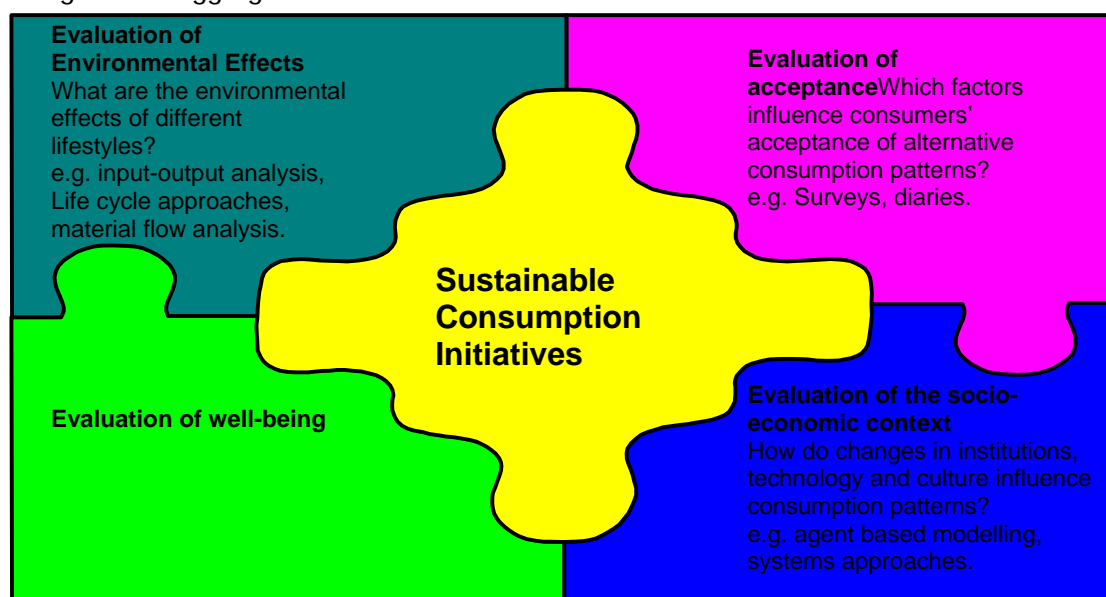 Evaluation of
Environmental Effects
What are the environmental
effects of different
lifestyles?
e.g. input-output analysis,
Life cycle approaches,
material flow analysis.
Evaluation of
acceptanceWhich factors
influence consumers’
acceptance of alternative
consumption patterns?
e.g. Surveys, diaries.
Sustainable
Consumption
Initiatives
Evaluation of well-being
Evaluation of the socio-
economic context
How do changes in institutions,
technology and culture influence
consumption patterns?
e.g. agent based modelling,
systems approaches.